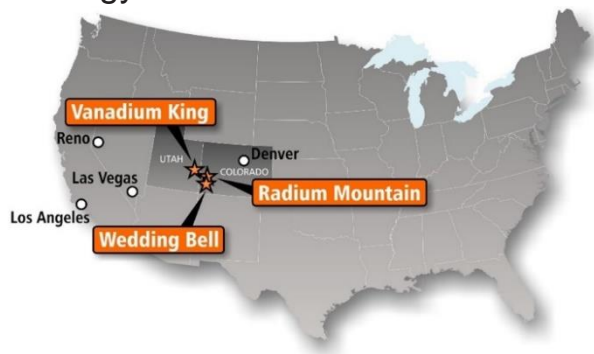 Vanadium King
Reno
UTAH
Denver
COLORADO
Las Vegas
Radium Mountain
Los Angeles
Wedding Bell